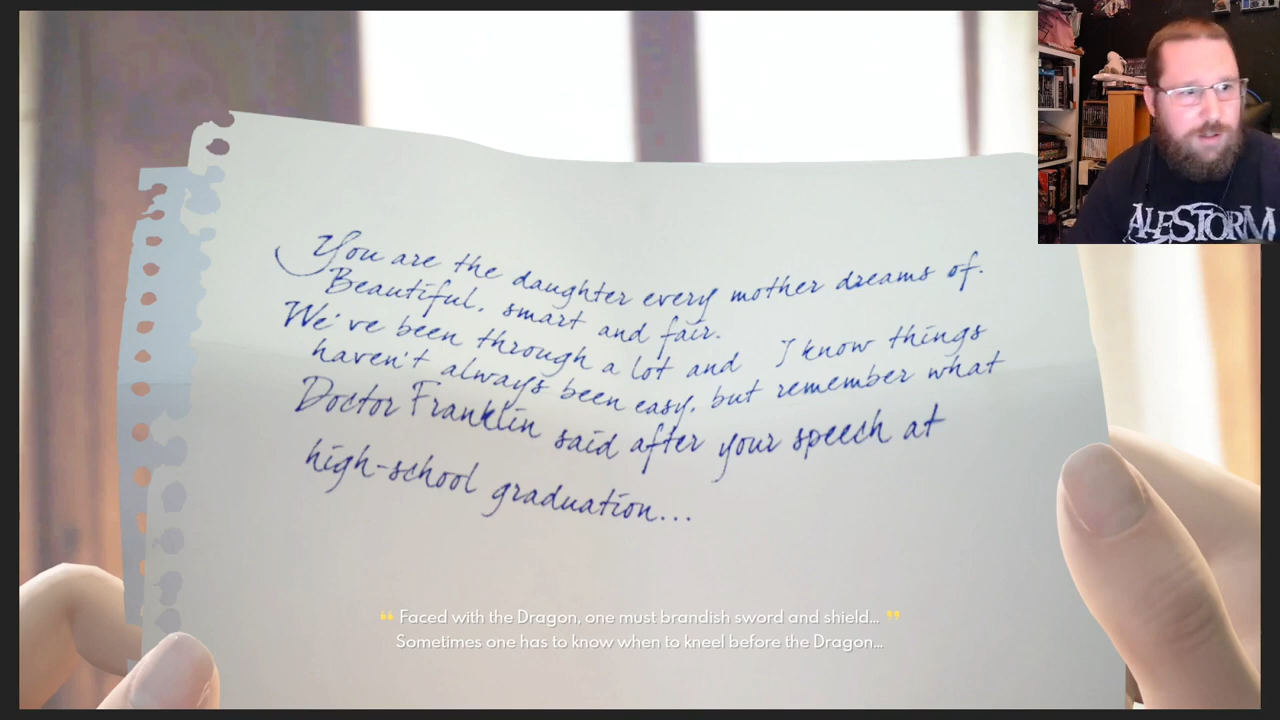 You are the daughter every mother dreams of.
Beautiful, smart and fair.
We've been through a lot and I know things
haven't always been easy, but remember what
Doctor Franklin said after your speech at
high-school graduation...
“ Faced with the Dragon, one must brandish sword and shield... ”
Sometimes one has to know when to kneel before the Dragon...
ALESTORM